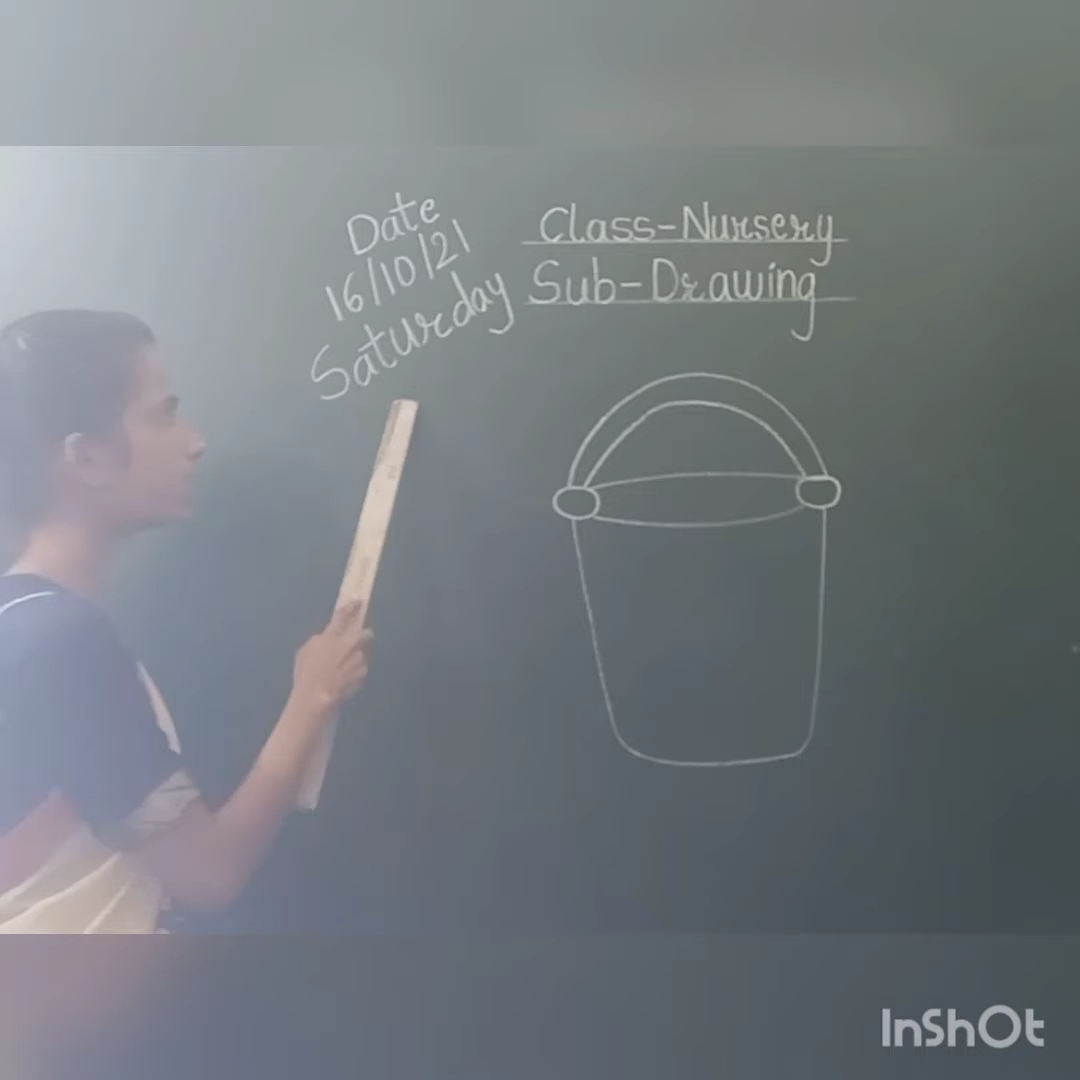 Date
16/10/21
Saturday
Class-Nursery
Sub-Drawing
InShOt